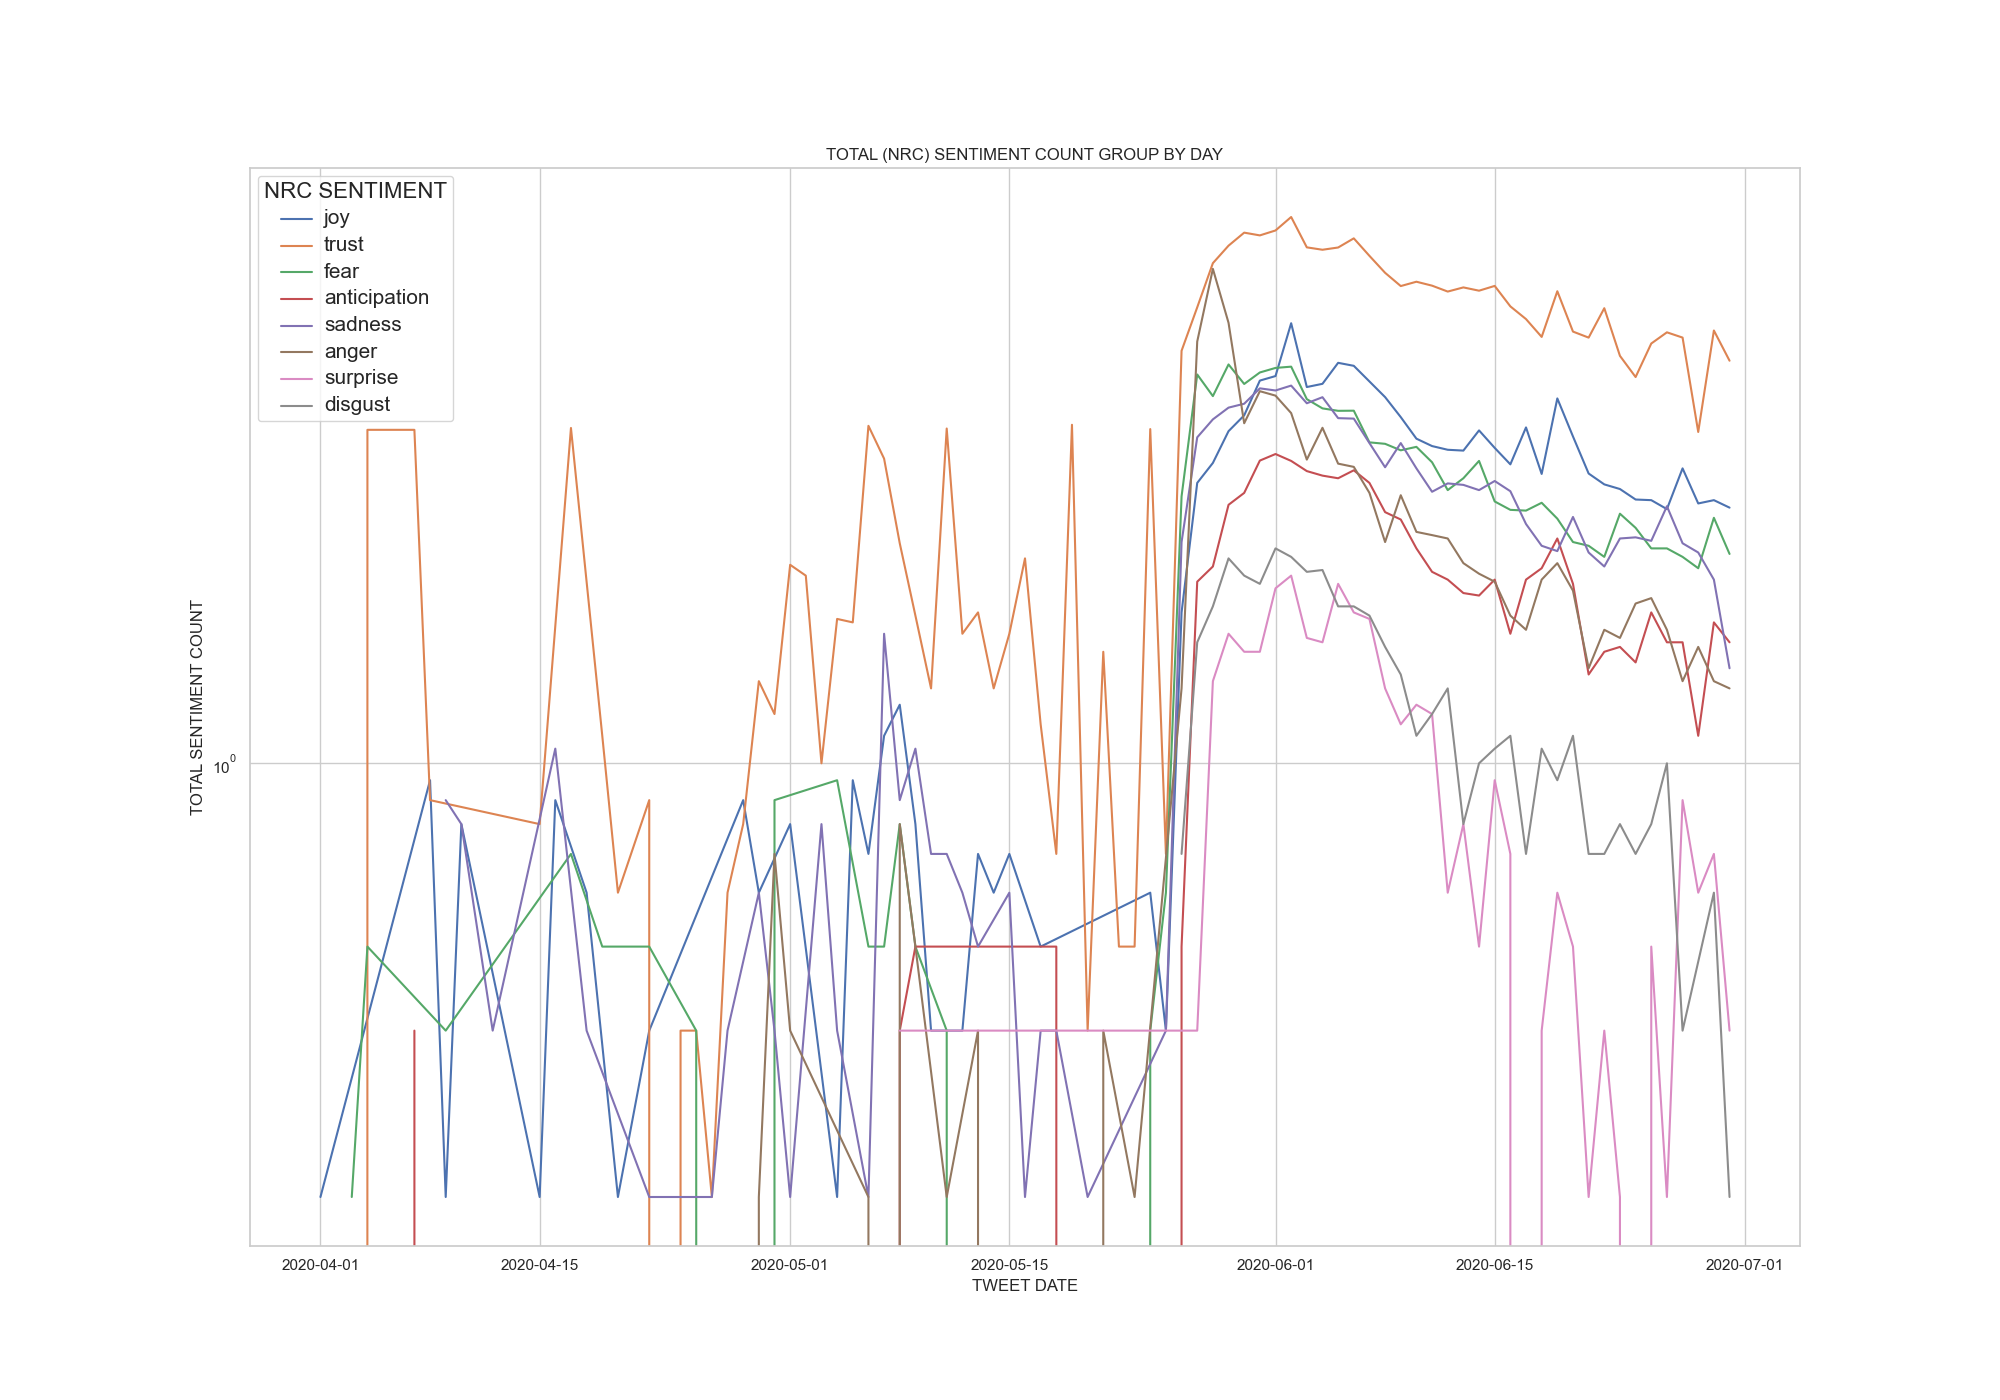 TOTAL (NRC) SENTIMENT COUNT GROUP BY DAY
NRC SENTIMENT
joy
trust
fear
anticipation
sadness
anger
surprise
disgust
TOTAL SENTIMENT COUNT
10⁰
2020-04-01 2020-04-15 2020-05-01 2020-05-15 2020-06-01 2020-06-15 2020-07-01
TWEET DATE